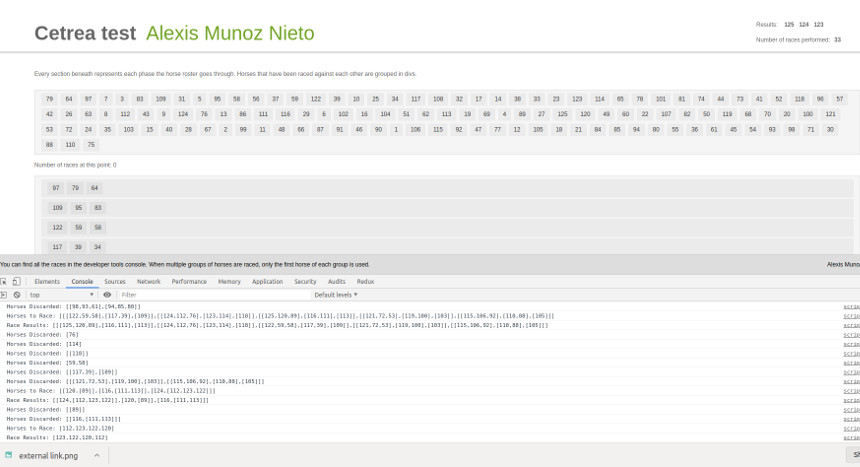 Cetrea test Alexis Munoz Nieto
Results: 125 124 123
Number of races performed: 33
Every section beneath represents each phase the horse roster goes through. Horses that have been raced against each other are grouped in divs.
79 64 97 7 3 83 109 31 5 95 58 56 37 59 122 39 10 25 34 117 108 32 17 14 38 33 23 123 114 65 78 101 81 74 44 73 41 52 118 96 57
42 26 63 8 112 43 9 124 76 13 86 111 116 29 6 102 16 104 51 62 113 19 69 4 89 27 125 120 49 60 22 107 82 50 119 68 70 20 100 121
53 72 24 35 103 15 40 28 67 2 99 11 48 66 87 91 46 90 1 106 115 92 47 77 12 105 18 21 84 85 94 80 55 36 61 45 54 93 98 71 30
88 110 75
Number of races at this point: 0
97 79 64
109 95 83
122 59 58
117 39 34
You can find all the races in the developer tools console. When multiple groups of horses are raced, only the first horse of each group is used.
Alexis Muno
Elements Console Sources Network Performance Memory Application Security Audits Redux
top Filter Default levels
Horses Discarded: [[98,93,61],[94,85,80]]
Horses to Race: [[[122,59,58],[117,39],[109]],[[124,112,76],[123,114],[110]],[[125,120,89],[116,111],[113]],[[121,72,53],[119,100],[103]],[[115,106,92],[110,88],[105]]]
Race Results: [[[125,120,89],[116,111],[113]],[[124,112,76],[123,114],[110]],[[122,59,58],[117,39],[109]],[[121,72,53],[119,100],[103]],[[115,106,92],[110,88],[105]]]
Horses Discarded: [76]
Horses Discarded: [114]
Horses Discarded: [[110]]
Horses Discarded: [59,58]
Horses Discarded: [[117,39],[109]]
Horses Discarded: [[[121,72,53],[119,100],[103]],[[115,106,92],[110,88],[105]]]
Horses to Race: [[120,[89]],[116,[111,113]],[124,[112,123,122]]]
Race Results: [[124,[112,123,122]],[120,[89]],[116,[111,113]]]
Horses Discarded: [[89]]
Horses Discarded: [[116,[111,113]]]
Horses to Race: [112,123,122,120]
Race Results: [123,122,120,112]
external link.png